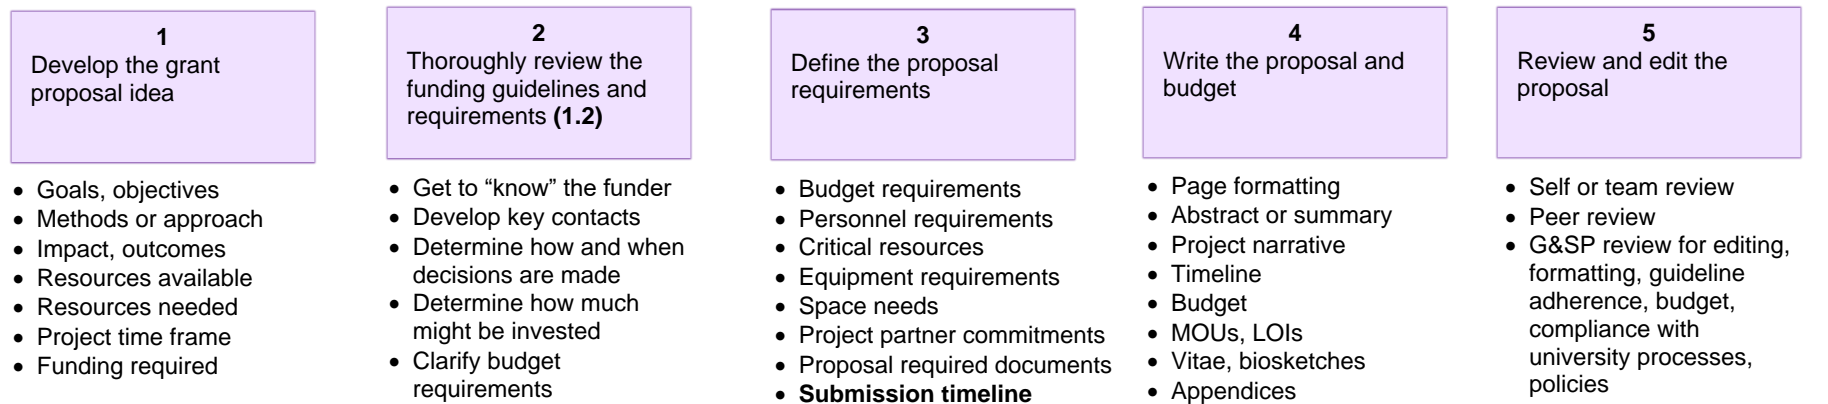 1
Develop the grant
proposal idea
• Goals, objectives
• Methods or approach
• Impact, outcomes
• Resources available
• Resources needed
• Project time frame
• Funding required
2
Thoroughly review the
funding guidelines and
requirements (1.2)
• Get to “know” the funder
• Develop key contacts
• Determine how and when
decisions are made
• Determine how much
might be invested
• Clarify budget
requirements
3
Define the proposal
requirements
• Budget requirements
• Personnel requirements
• Critical resources
• Equipment requirements
• Space needs
• Project partner commitments
• Proposal required documents
• Submission timeline
4
Write the proposal and
budget
• Page formatting
• Abstract or summary
• Project narrative
• Timeline
• Budget
• MOUs, LOIs
• Vitae, biosketches
• Appendices
5
Review and edit the
proposal
• Self or team review
• Peer review
• G&SP review for editing,
formatting, guideline
adherence, budget,
compliance with
university processes,
policies